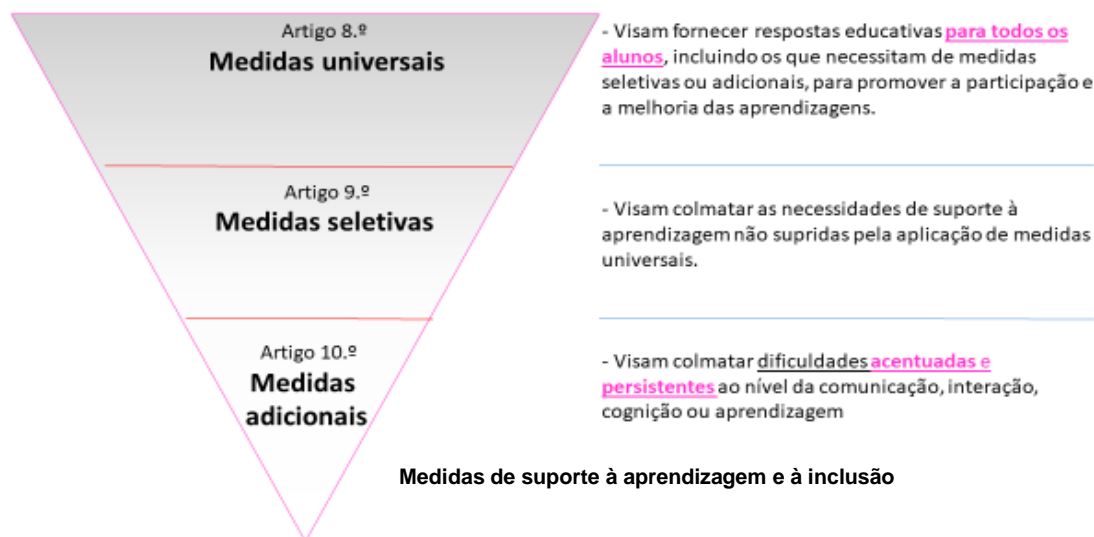 Artigo 8.º
Medidas universais
- Visam fornecer respostas educativas para todos os
alunos, incluindo os que necessitam de medidas
seletivas ou adicionais, para promover a participação e
a melhoria das aprendizagens.
Artigo 9.º
Medidas seletivas
- Visam colmatar as necessidades de suporte à
aprendizagem não supridas pela aplicação de medidas
universais.
Artigo 10.º
Medidas
adicionais
- Visam colmatar dificuldades acentuadas e
persistentes ao nível da comunicação, interação,
cognição ou aprendizagem
Medidas de suporte à aprendizagem e à inclusão